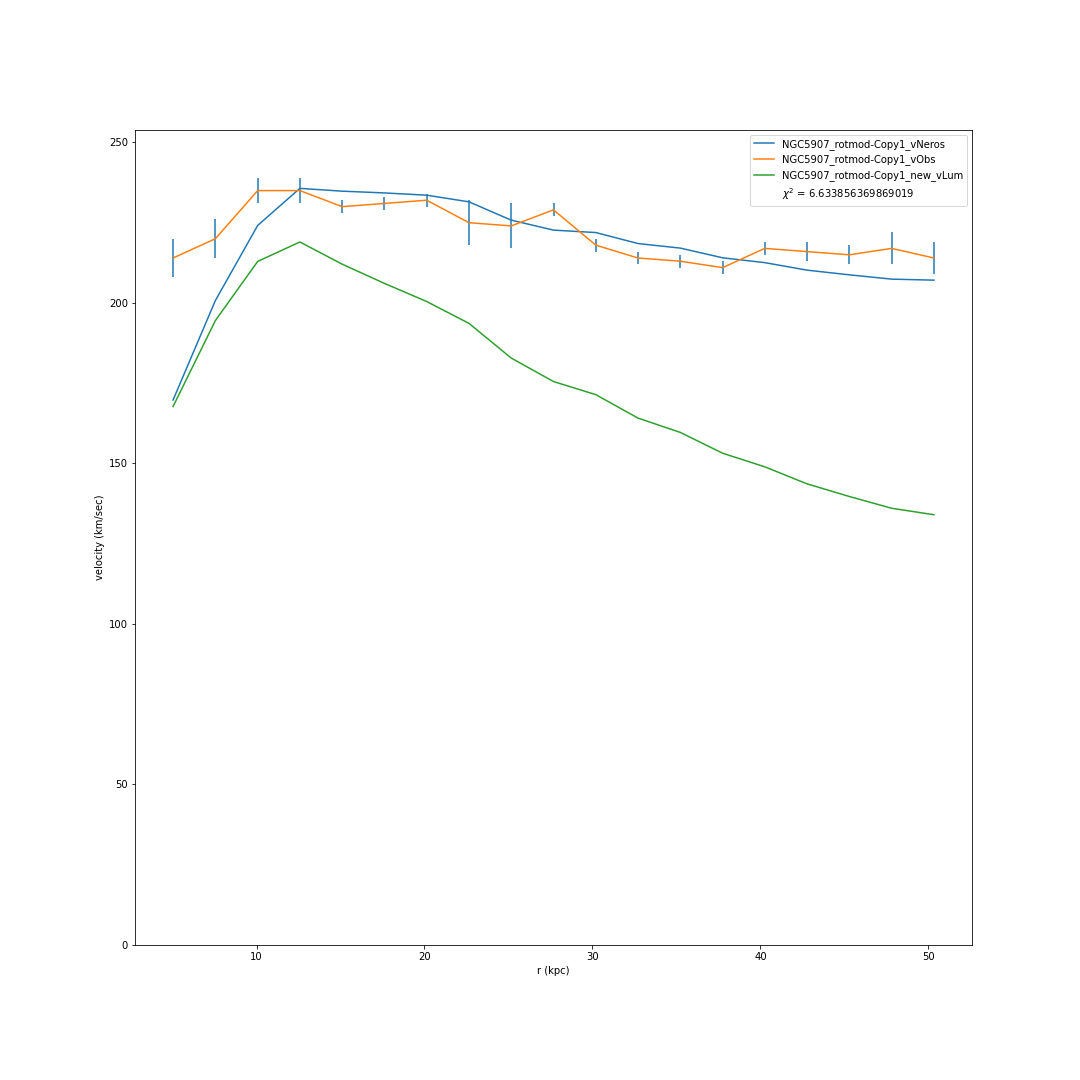 NGC5907_rotmod-Copy1_vNeros
NGC5907_rotmod-Copy1_vObs
NGC5907_rotmod-Copy1_new_vLum
χ² = 6.633856369869019
250
200
150
100
50
0
velocity (km/sec)
10 20 30 40 50
r (kpc)